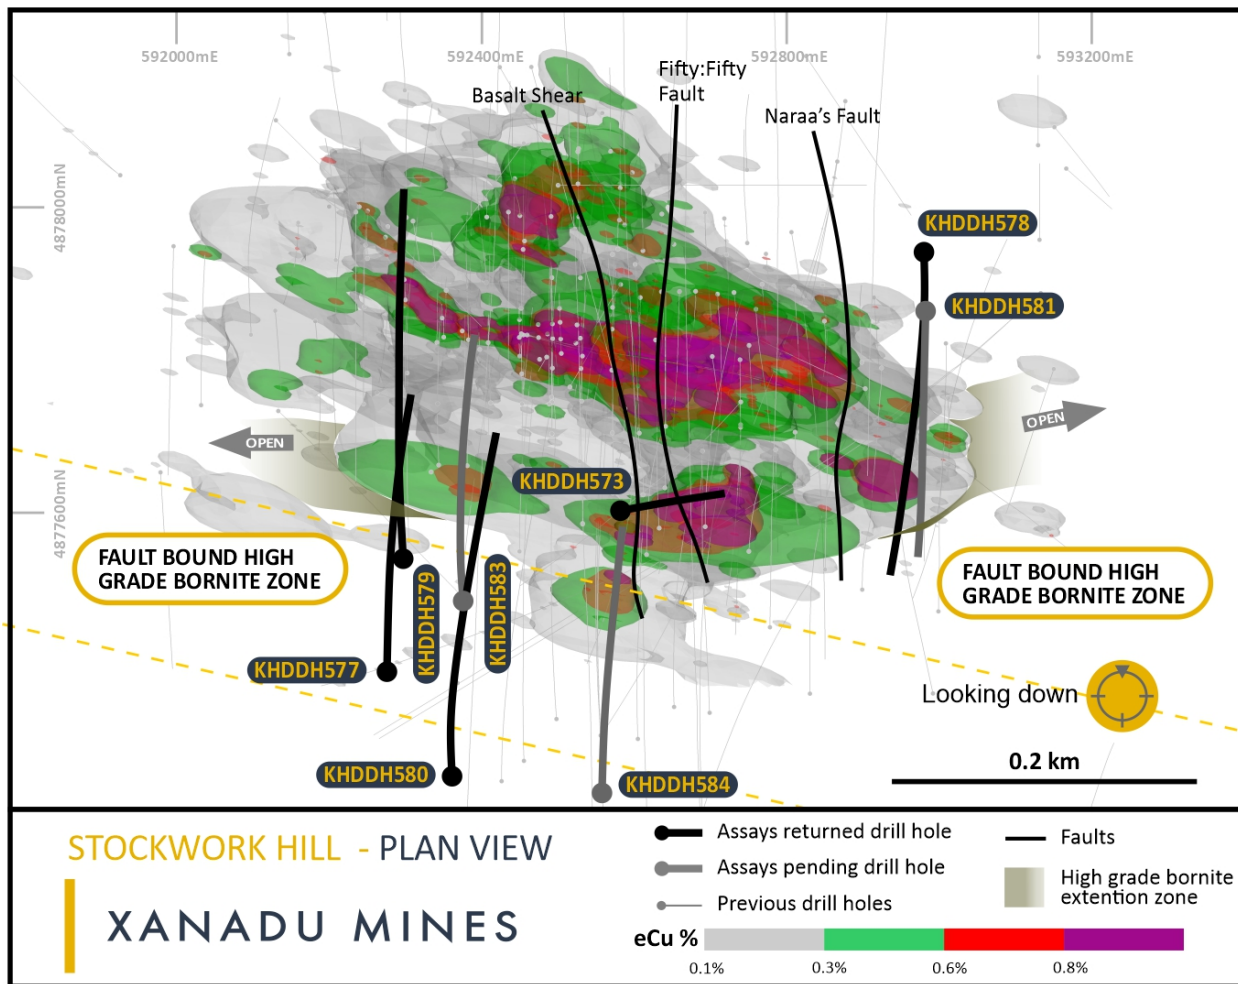 592000mE
592400mE
592800mE
593200mE
Fifty:Fifty
Fault
Basalt Shear
Naraa's Fault
4878000mN
KHDDH578
KHDDH581
OPEN
OPEN
KHDDH573
4877600mN
FAULT BOUND HIGH
GRADE BORNITE ZONE
FAULT BOUND HIGH
GRADE BORNITE ZONE
KHDDH579
KHDDH583
KHDDH577
Looking down
KHDDH580
KHDDH584
0.2 km
STOCKWORK HILL - PLAN VIEW
XANADU MINES
Assays returned drill hole
Assays pending drill hole
Previous drill holes
Faults
High grade bornite
extention zone
eCu %
0.1%
0.3%
0.6%
0.8%